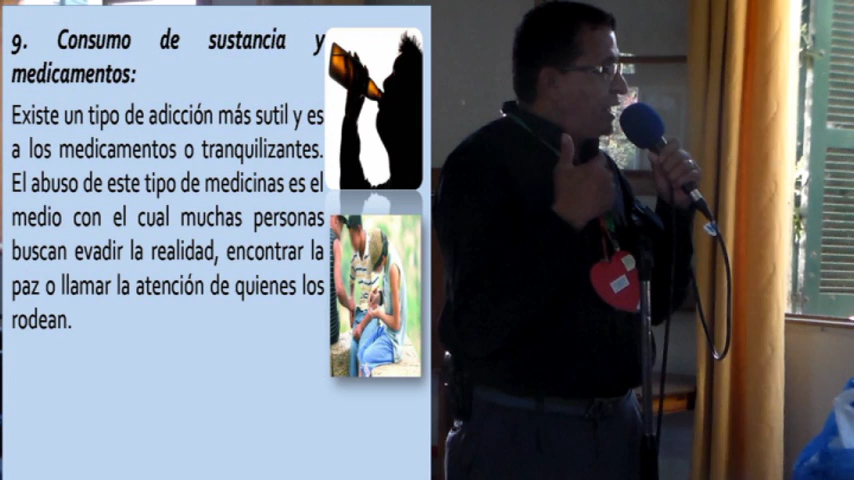 9. Consumo de sustancia y
medicamentos:
Existe un tipo de adicción más sutil y es
a los medicamentos o tranquilizantes.
El abuso de este tipo de medicinas es el
medio con el cual muchas personas
buscan evadir la realidad, encontrar la
paz o llamar la atención de quienes los
rodean.